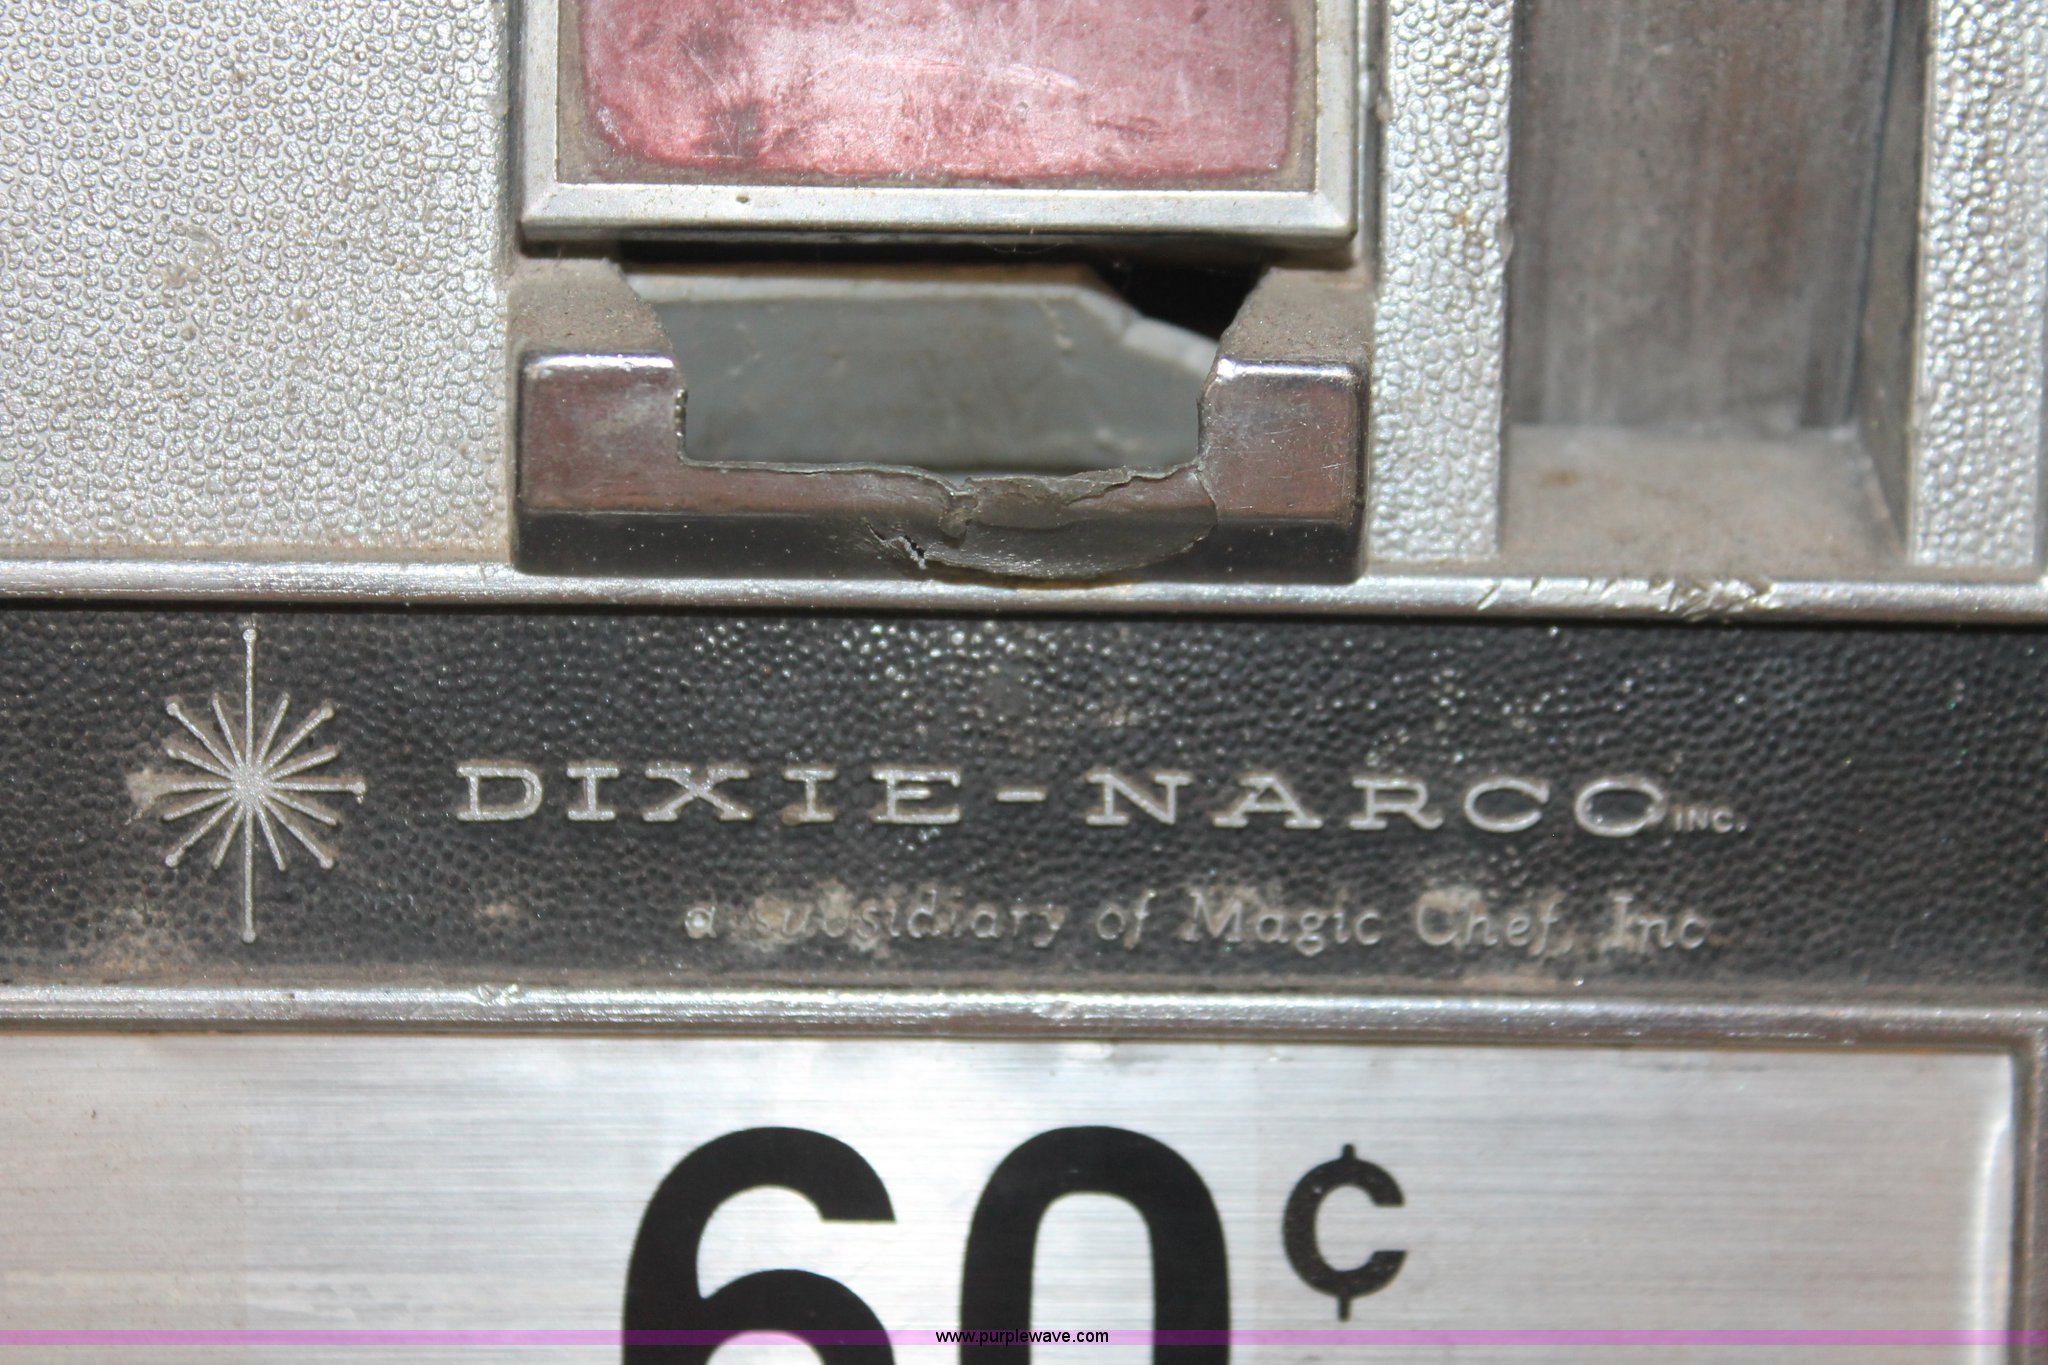 DIXIE-NARCO INC.
a subsidiary of Magic Chef, Inc
60¢
www.purplewave.com